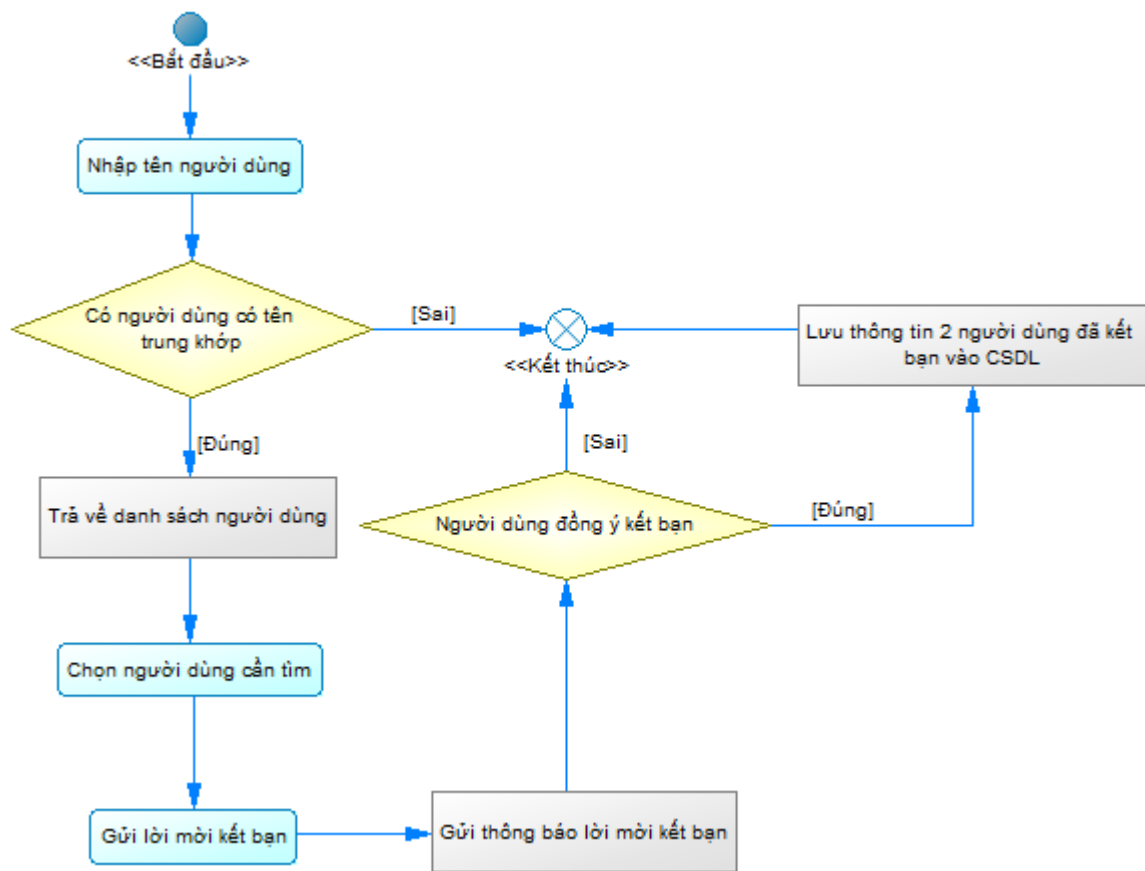 <<Bắt đầu>>
Nhập tên người dùng
Có người dùng có tên
trung khớp
[Sai]
<<Kết thúc>>
Lưu thông tin 2 người dùng đã kết
bạn vào CSDL
[Đúng]
[Sai]
Trả về danh sách người dùng
Người dùng đồng ý kết bạn
[Đúng]
Chọn người dùng cần tìm
Gửi lời mời kết bạn
Gửi thông báo lời mời kết bạn